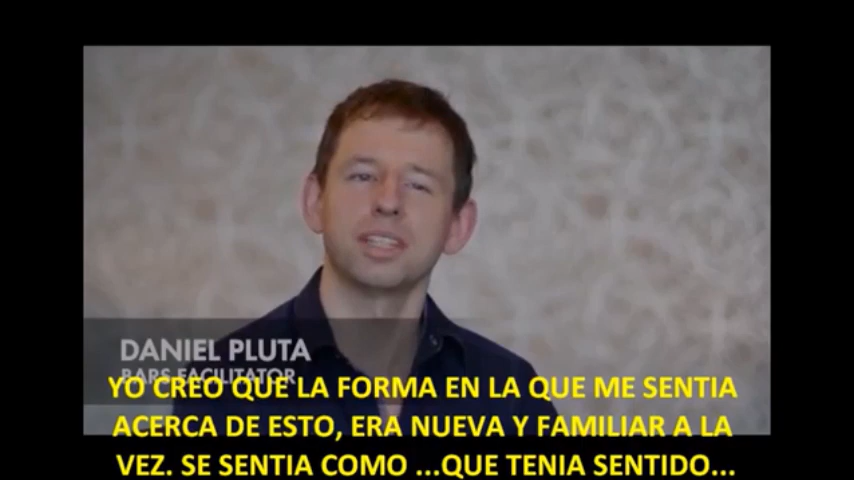 DANIEL PLUTA
BARS FACILITATOR
YO CREO QUE LA FORMA EN LA QUE ME SENTIA
ACERCA DE ESTO, ERA NUEVA Y FAMILIAR A LA
VEZ. SE SENTIA COMO ...QUE TENIA SENTIDO...